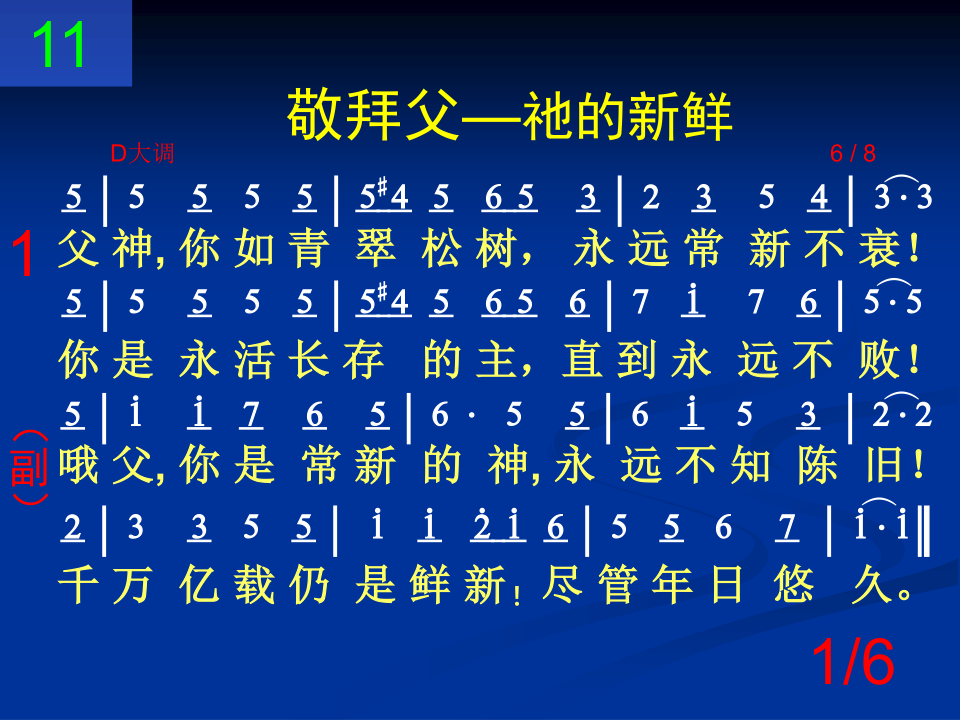 11
敬拜父—祂的新鲜
D大调 6 / 8
5 | 5 5 5 5 | 5 #4 5 6 5 3 | 2 3 5 4 | 3 · 3
1 父 神, 你 如 青 翠 松 树, 永 远 常 新 不 衰!
5 | 5 5 5 5 | 5 #4 5 6 5 6 | 7 i 7 6 | 5 · 5
你 是 永 活 长 存 的 主, 直 到 永 远 不 败!
5 | i i 7 6 5 | 6 · 5 5 | 6 i 5 3 | 2 · 2
(副) 哦 父, 你 是 常 新 的 神, 永 远 不 知 陈 旧!
2 | 3 3 5 5 | i i 2̇ i 6 | 5 5 6 7 | i · i ‖
千 万 亿 载 仍 是 鲜 新! 尽 管 年 日 悠 久。
1/6